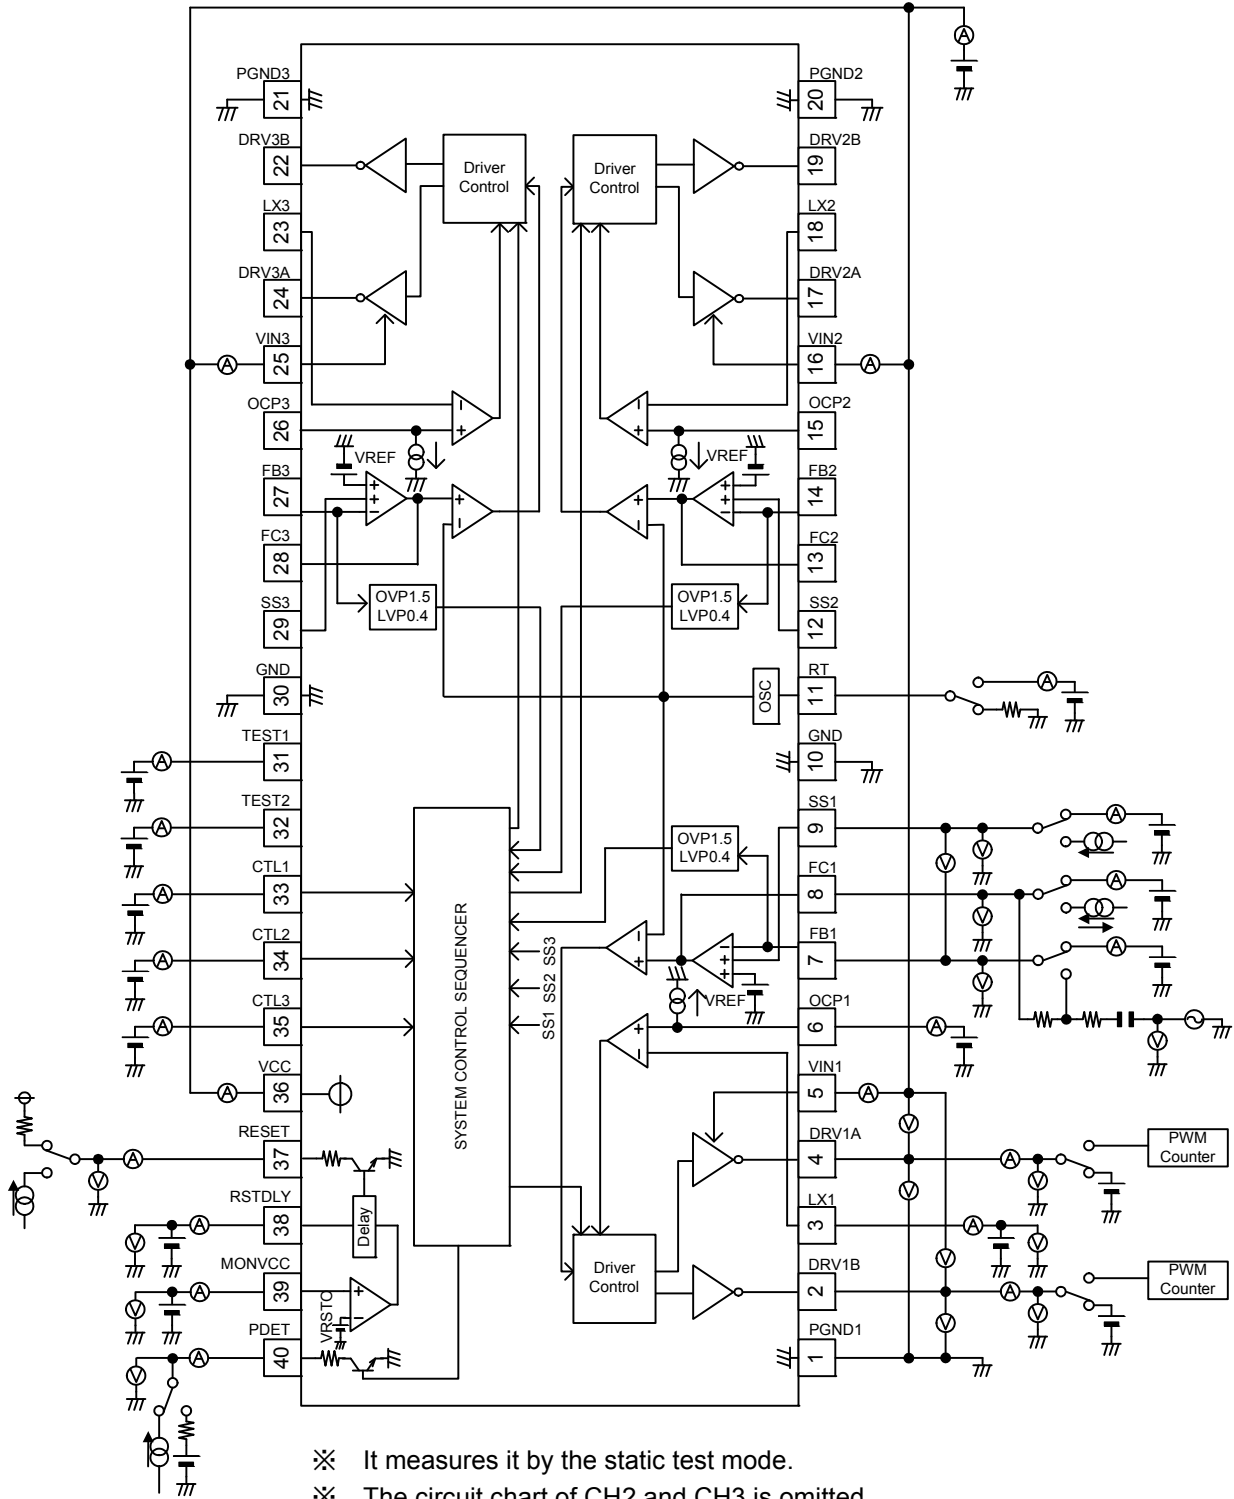 PGND3
21
DRV3B
22
LX3
23
DRV3A
24
VIN3
25
OCP3
26
FB3
27
FC3
28
SS3
29
GND
30
TEST1
31
TEST2
32
CTL1
33
CTL2
34
CTL3
35
VCC
36
RESET
37
RSTDLY
38
MONVCC
39
PDET
40
PGND2
20
DRV2B
19
LX2
18
DRV2A
17
VIN2
16
OCP2
15
FB2
14
FC2
13
SS2
12
RT
11
GND
10
SS1
9
FC1
8
FB1
7
OCP1
6
VIN1
5
DRV1A
4
LX1
3
DRV1B
2
PGND1
1
Driver
Control
Driver
Control
VREF
VREF
OVP1.5
LVP0.4
OVP1.5
LVP0.4
OSC
OVP1.5
LVP0.4
SYSTEM CONTROL SEQUENCER
SS3
SS2
SS1
VREF
Delay
VRSTO
Driver
Control
A
A
A
A
A
A
A
A
A
A
A
A
A
A
V
V
V
V
A
A
A
V
V
V
V
A
V
A
A
V
V
A
V
A
V
V
V
A
V
V
PWM
Counter
PWM
Counter
※ It measures it by the static test mode.
※ The circuit chart of CH2 and CH3 is omitted